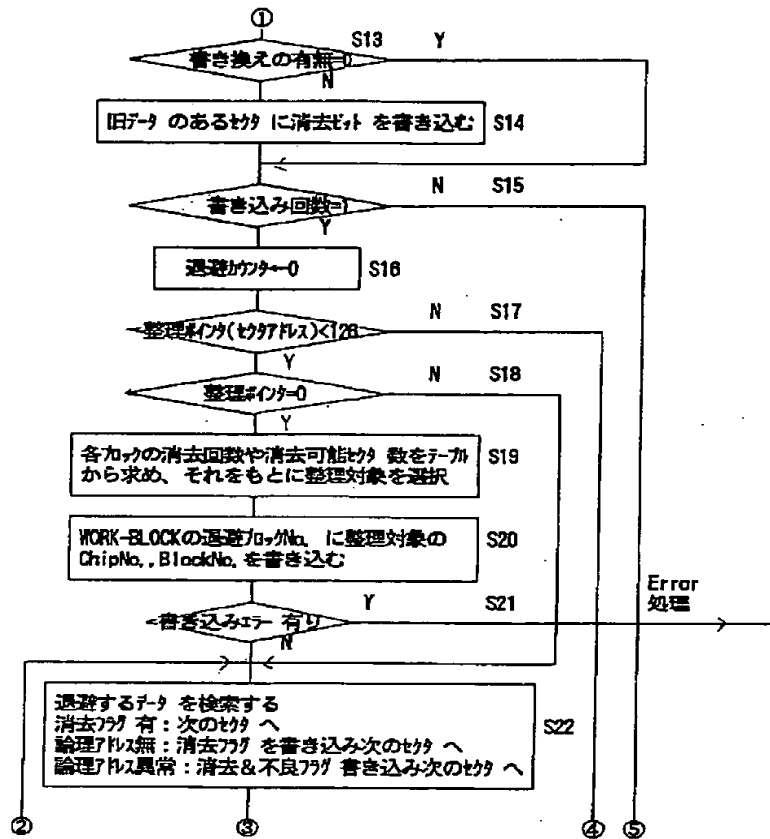 ①
S13 Y
書き換えの有無=0
N
旧データ のあるセクタ に消去ビット を書き込む S14
N S15
書き込み回数=1
Y
退避カウンタ←0 S16
N S17
整理ポインタ(セクタアドレス)<126
Y
N S18
整理ポインタ=0
Y
各ブロックの消去回数や消去可能セクタ 数をテーブル S19
から求め、それをもとに整理対象を選択
WORK-BLOCKの退避ブロックNo. に整理対象の S20
ChipNo.,BlockNo.を書き込む
Y S21 Error
処理
書き込みエラー 有り
N
退避するデータ を検索する S22
消去フラグ 有:次のセクタ へ
論理アドレス無:消去フラグ を書き込み次のセクタ へ
論理アドレス異常:消去&不良フラグ 書き込み次のセクタ へ
② ③ ④ ⑤